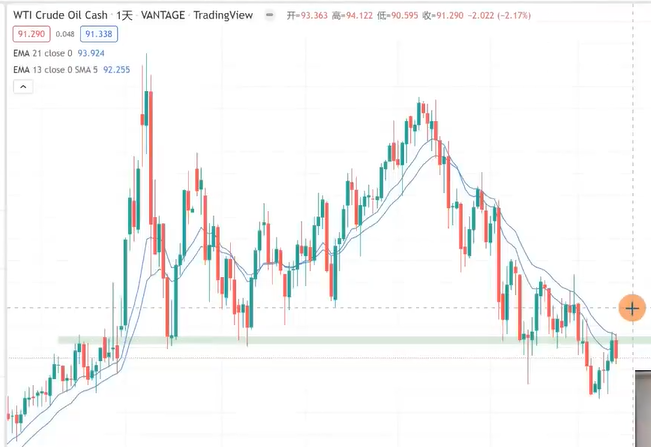 WTI Crude Oil Cash · 1天 · VANTAGE · TradingView 开=93.363 高=94.122 低=90.595 收=91.290 −2.022 (−2.17%)
91.290 0.048 91.338
EMA 21 close 0 93.924
EMA 13 close 0 SMA 5 92.255